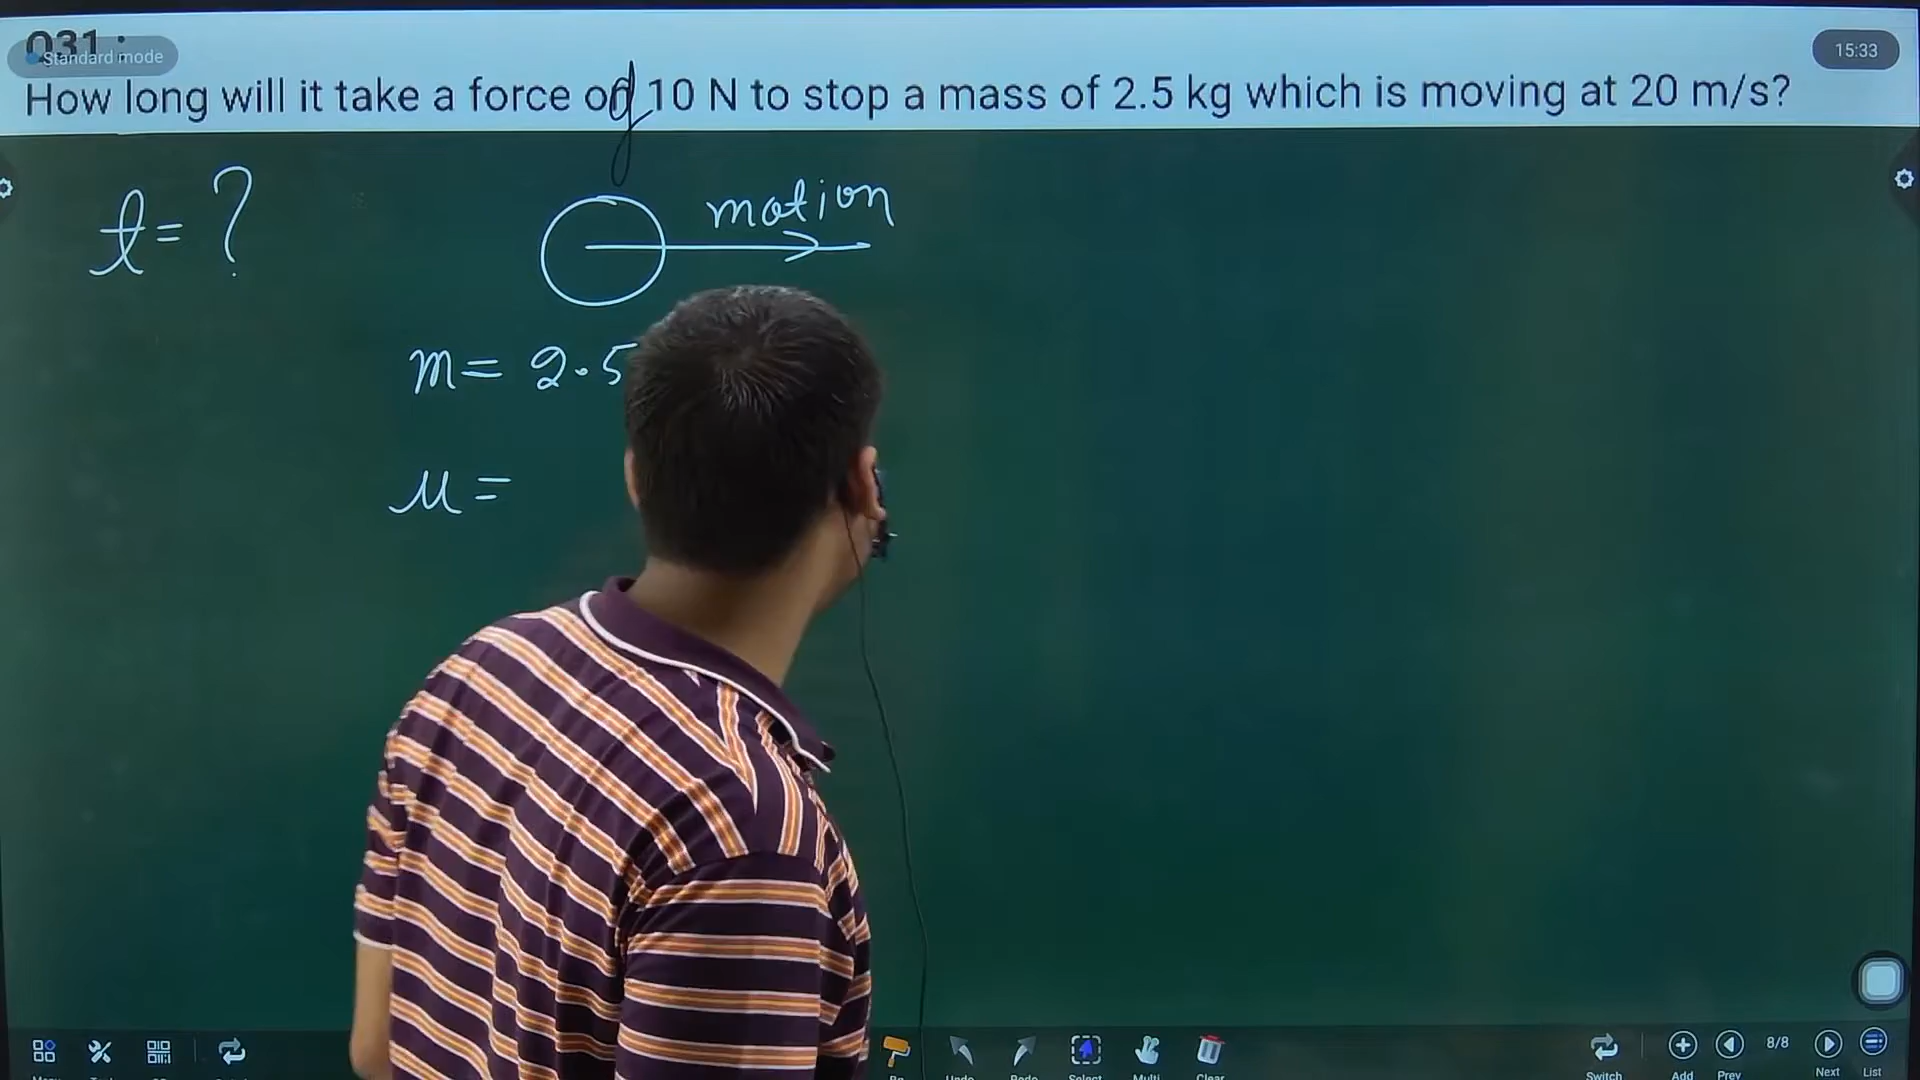 Q31 :
Standard mode
15:33
How long will it take a force of 10 N to stop a mass of 2.5 kg which is moving at 20 m/s?
t = ?
motion
m = 2.5
u =
8/8
Undo
Redo
Select
Multi
Clear
Switch
Add
Prev
Next
List